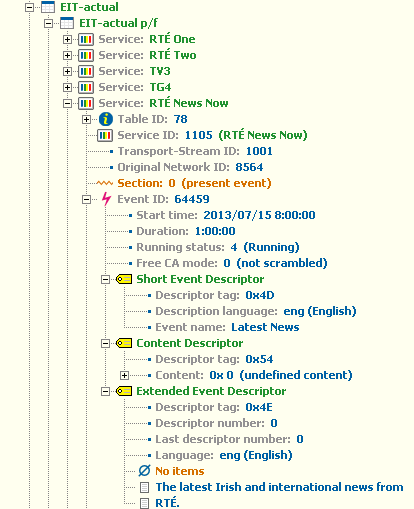 EIT-actual
EIT-actual p/f
Service: RTÉ One
Service: RTÉ Two
Service: TV3
Service: TG4
Service: RTÉ News Now
Table ID: 78
Service ID: 1105 (RTÉ News Now)
Transport-Stream ID: 1001
Original Network ID: 8564
Section: 0 (present event)
Event ID: 64459
Start time: 2013/07/15 8:00:00
Duration: 1:00:00
Running status: 4 (Running)
Free CA mode: 0 (not scrambled)
Short Event Descriptor
Descriptor tag: 0x4D
Description language: eng (English)
Event name: Latest News
Content Descriptor
Descriptor tag: 0x54
Content: 0x 0 (undefined content)
Extended Event Descriptor
Descriptor tag: 0x4E
Descriptor number: 0
Last descriptor number: 0
Language: eng (English)
No items
The latest Irish and international news from
RTÉ.